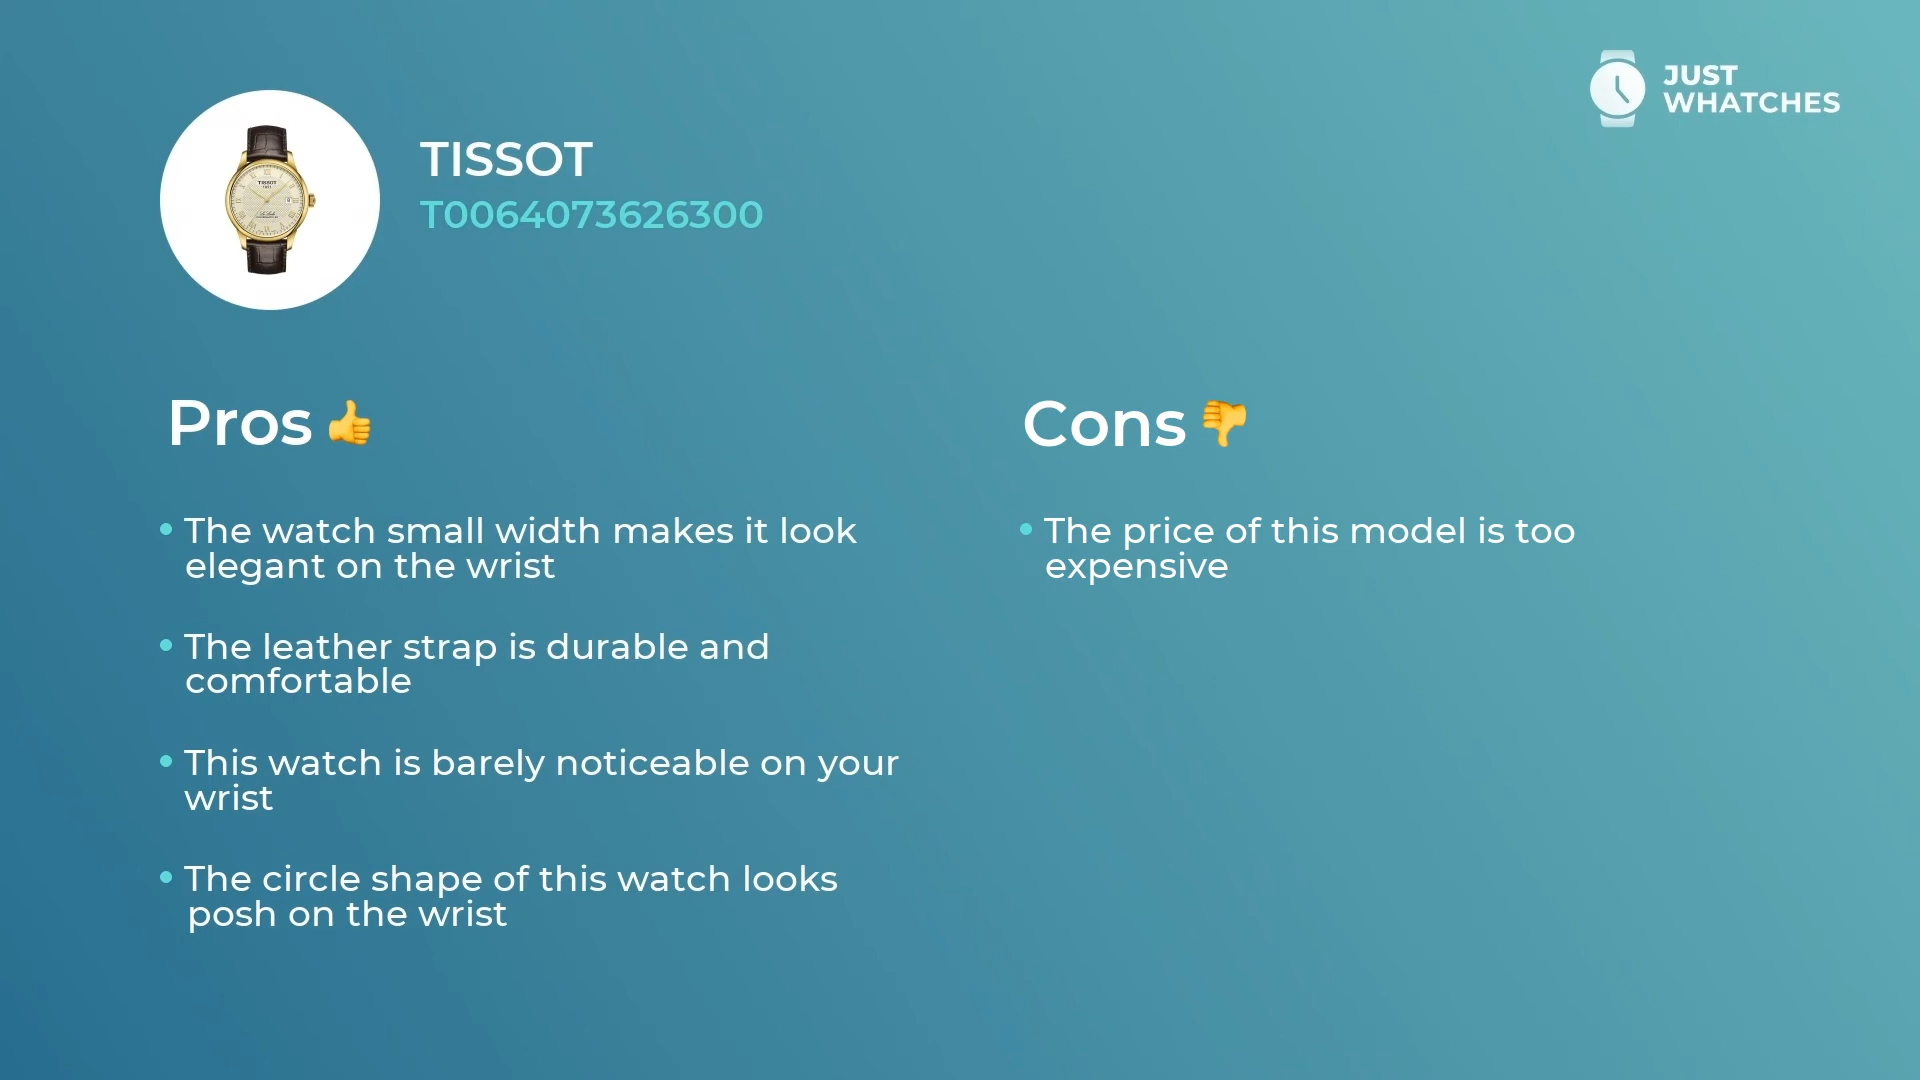 JUST
WHATCHES
TISSOT
T0064073626300
TISSOT
Pros 👍
Cons 👎
• The watch small width makes it look
elegant on the wrist
• The leather strap is durable and
comfortable
• This watch is barely noticeable on your
wrist
• The circle shape of this watch looks
posh on the wrist
• The price of this model is too
expensive